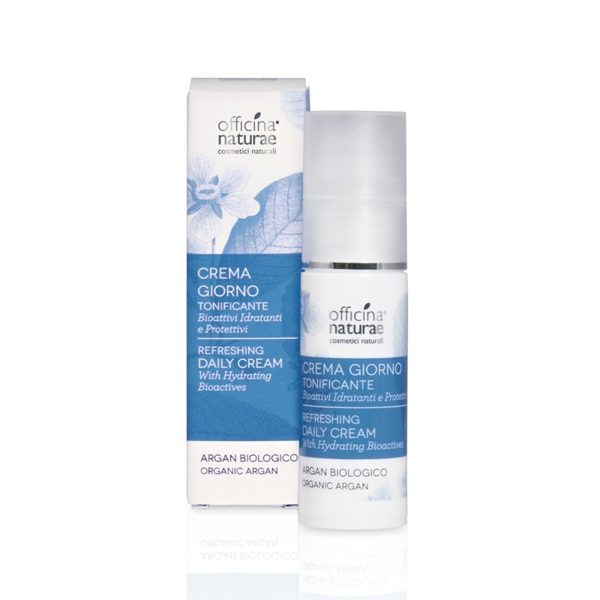 officina
naturae
cosmetici naturali
CREMA
GIORNO
TONIFICANTE
Bioattivi Idratanti
e Protettivi
REFRESHING
DAILY CREAM
With Hydrating
Bioactives
ARGAN BIOLOGICO
ORGANIC ARGAN
officina
naturae
cosmetici naturali
CREMA GIORNO
TONIFICANTE
Bioattivi Idratanti e Protettivi
REFRESHING
DAILY CREAM
With Hydrating Bioactives
ARGAN BIOLOGICO
ORGANIC ARGAN